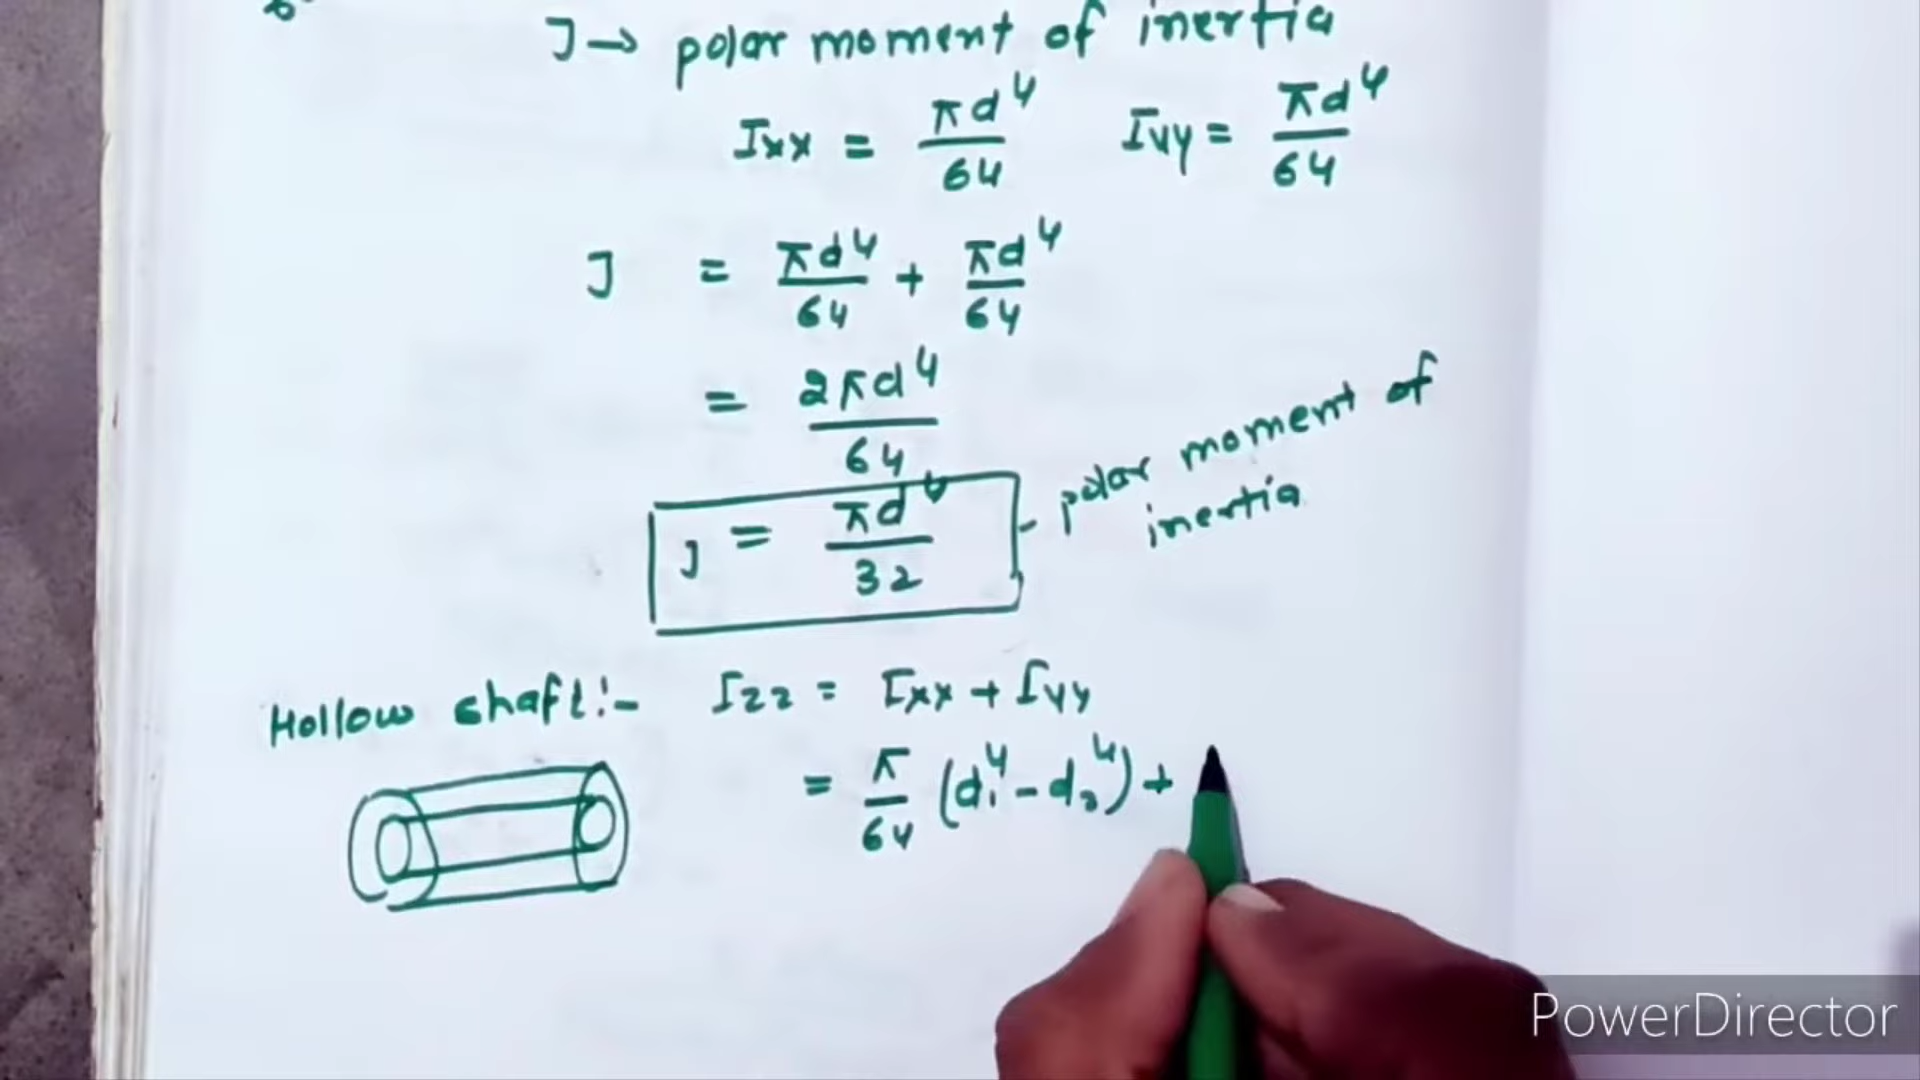 J → polar moment of inertia
Ixx = πd⁴/64 Iyy = πd⁴/64
J = πd⁴/64 + πd⁴/64
= 2πd⁴/64
J = πd⁴/32 - polar moment of inertia
Hollow shaft:- Izz = Ixx + Iyy
= π/64 (d₁⁴ - d₂⁴) +
PowerDirector